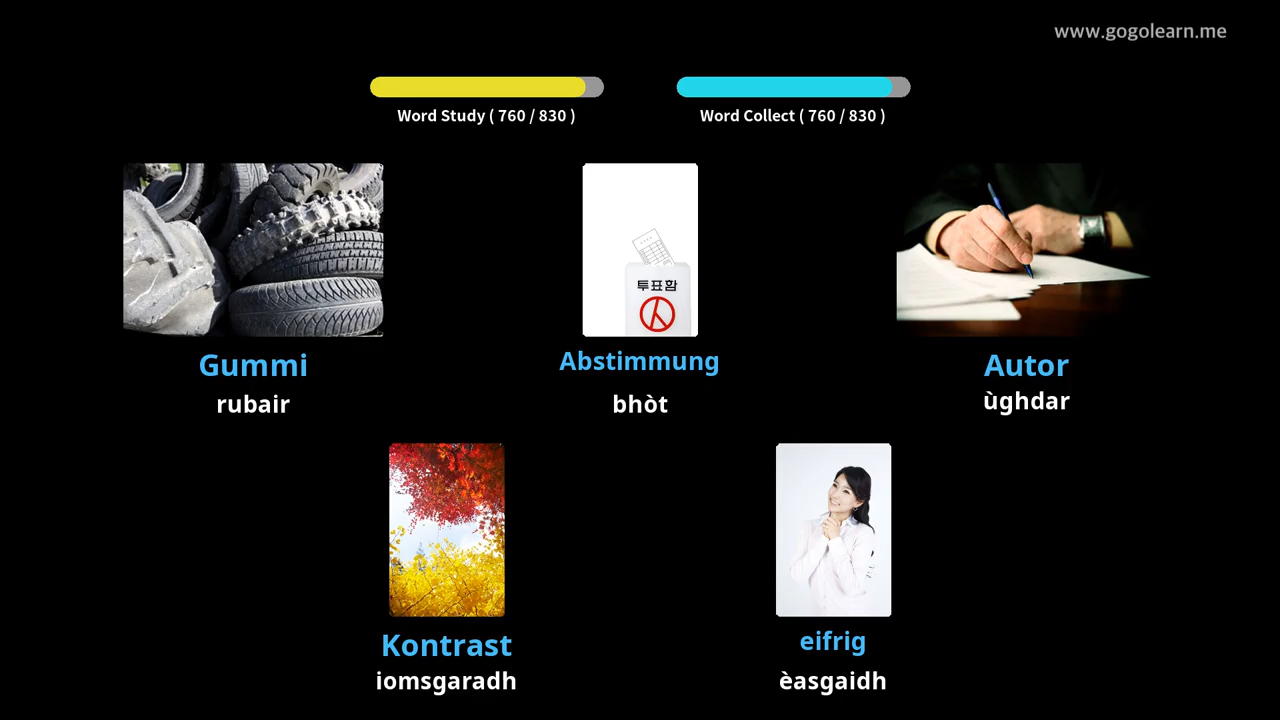 www.gogolearn.me
Word Study ( 760 / 830 )
Word Collect ( 760 / 830 )
투표함
Gummi
rubair
Abstimmung
bhòt
Autor
ùghdar
Kontrast
iomsgaradh
eifrig
èasgaidh